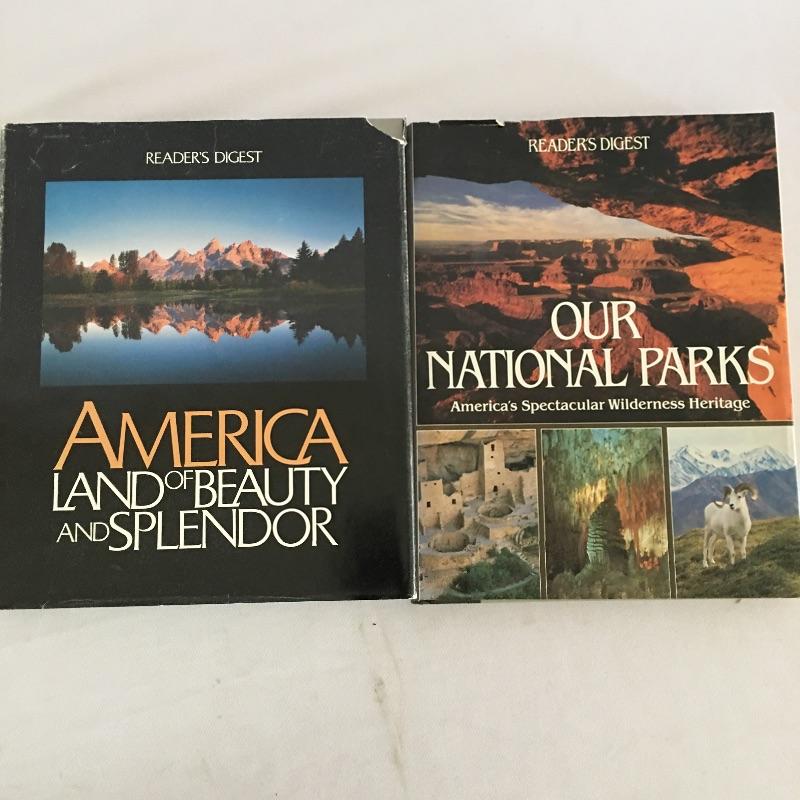 READER'S DIGEST
AMERICA
LAND OF BEAUTY
AND SPLENDOR
READER'S DIGEST
OUR
NATIONAL PARKS
America's Spectacular Wilderness Heritage